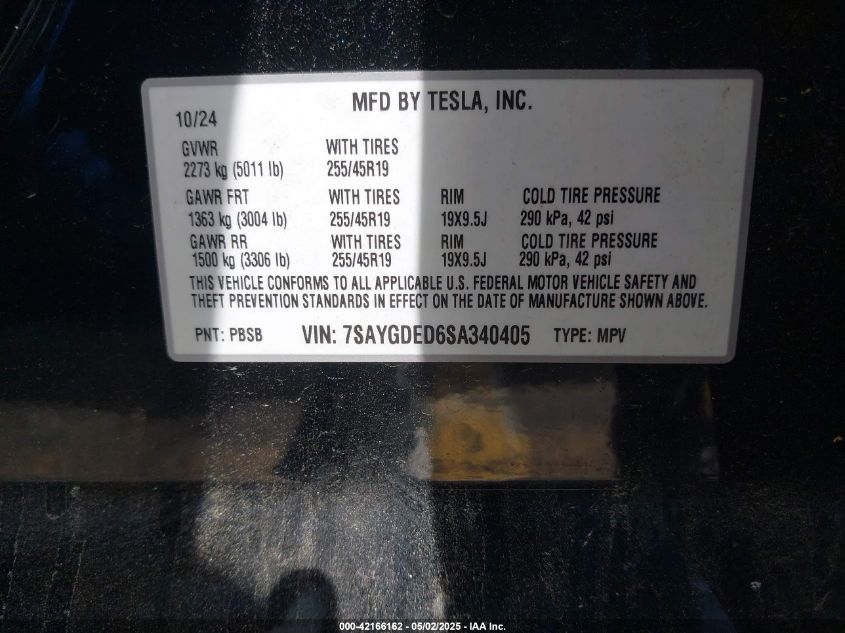 MFD BY TESLA, INC.
10/24
GVWR WITH TIRES
2273 kg (5011 lb) 255/45R19
GAWR FRT WITH TIRES RIM COLD TIRE PRESSURE
1363 kg (3004 lb) 255/45R19 19X9.5J 290 kPa, 42 psi
GAWR RR WITH TIRES RIM COLD TIRE PRESSURE
1500 kg (3306 lb) 255/45R19 19X9.5J 290 kPa, 42 psi
THIS VEHICLE CONFORMS TO ALL APPLICABLE U.S. FEDERAL MOTOR VEHICLE SAFETY AND
THEFT PREVENTION STANDARDS IN EFFECT ON THE DATE OF MANUFACTURE SHOWN ABOVE.
PNT: PBSB VIN: 7SAYGDED6SA340405 TYPE: MPV
000-42166162 - 05/02/2025 - IAA Inc.